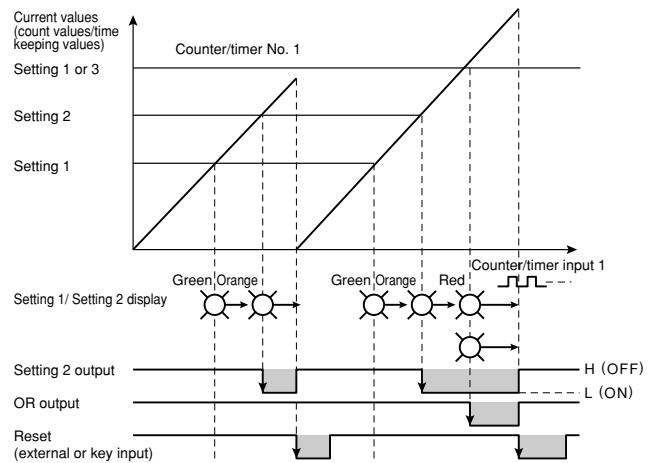 Current values
(count values/time
keeping values)
Counter/timer No. 1
Setting 1 or 3
Setting 2
Setting 1
Counter/timer input 1
Green Orange
Green Orange
Red
Setting 1/ Setting 2 display
Setting 2 output
H (OFF)
L (ON)
OR output
Reset
(external or key input)